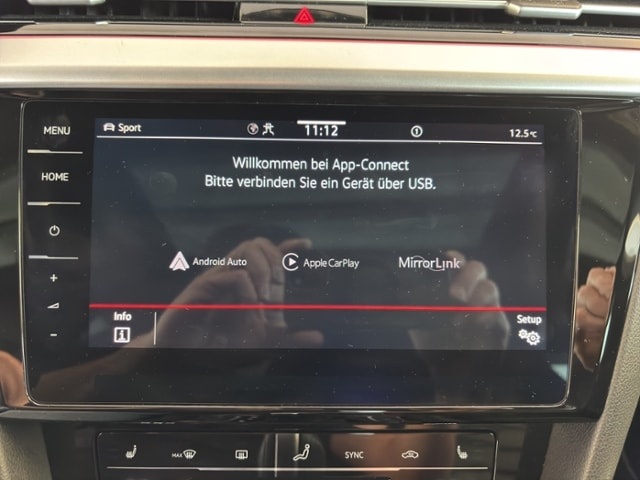 MENU
HOME
Sport
11:12
12.5°C
Willkommen bei App-Connect
Bitte verbinden Sie ein Gerät über USB.
Android Auto
Apple CarPlay
MirrorLink
Info
Setup
MAX
SYNC